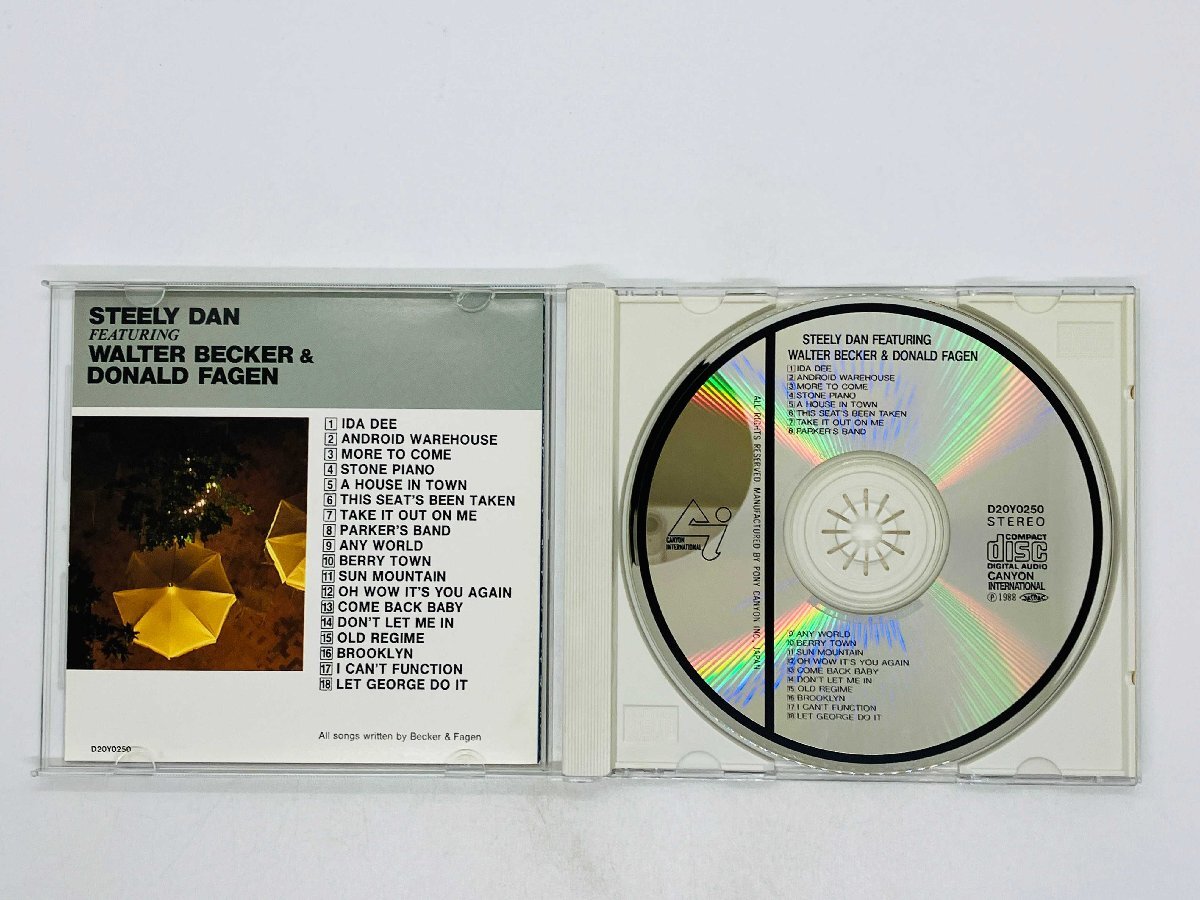 STEELY DAN
FEATURING
WALTER BECKER &
DONALD FAGEN
1 IDA DEE
2 ANDROID WAREHOUSE
3 MORE TO COME
4 STONE PIANO
5 A HOUSE IN TOWN
6 THIS SEAT'S BEEN TAKEN
7 TAKE IT OUT ON ME
8 PARKER'S BAND
9 ANY WORLD
10 BERRY TOWN
11 SUN MOUNTAIN
12 OH WOW IT'S YOU AGAIN
13 COME BACK BABY
14 DON'T LET ME IN
15 OLD REGIME
16 BROOKLYN
17 I CAN'T FUNCTION
18 LET GEORGE DO IT
All songs written by Becker & Fagen
D20Y0250
STEELY DAN FEATURING
WALTER BECKER & DONALD FAGEN
1 IDA DEE
2 ANDROID WAREHOUSE
3 MORE TO COME
4 STONE PIANO
5 A HOUSE IN TOWN
6 THIS SEAT'S BEEN TAKEN
7 TAKE IT OUT ON ME
8 PARKER'S BAND
ALL RIGHTS RESERVED. MANUFACTURED BY PONY CANYON INC., JAPAN
CANYON
INTERNATIONAL
D20Y0250
STEREO
COMPACT
disc
DIGITAL AUDIO
CANYON
INTERNATIONAL
℗ 1988
9 ANY WORLD
10 BERRY TOWN
11 SUN MOUNTAIN
12 OH WOW IT'S YOU AGAIN
13 COME BACK BABY
14 DON'T LET ME IN
15 OLD REGIME
16 BROOKLYN
17 I CAN'T FUNCTION
18 LET GEORGE DO IT